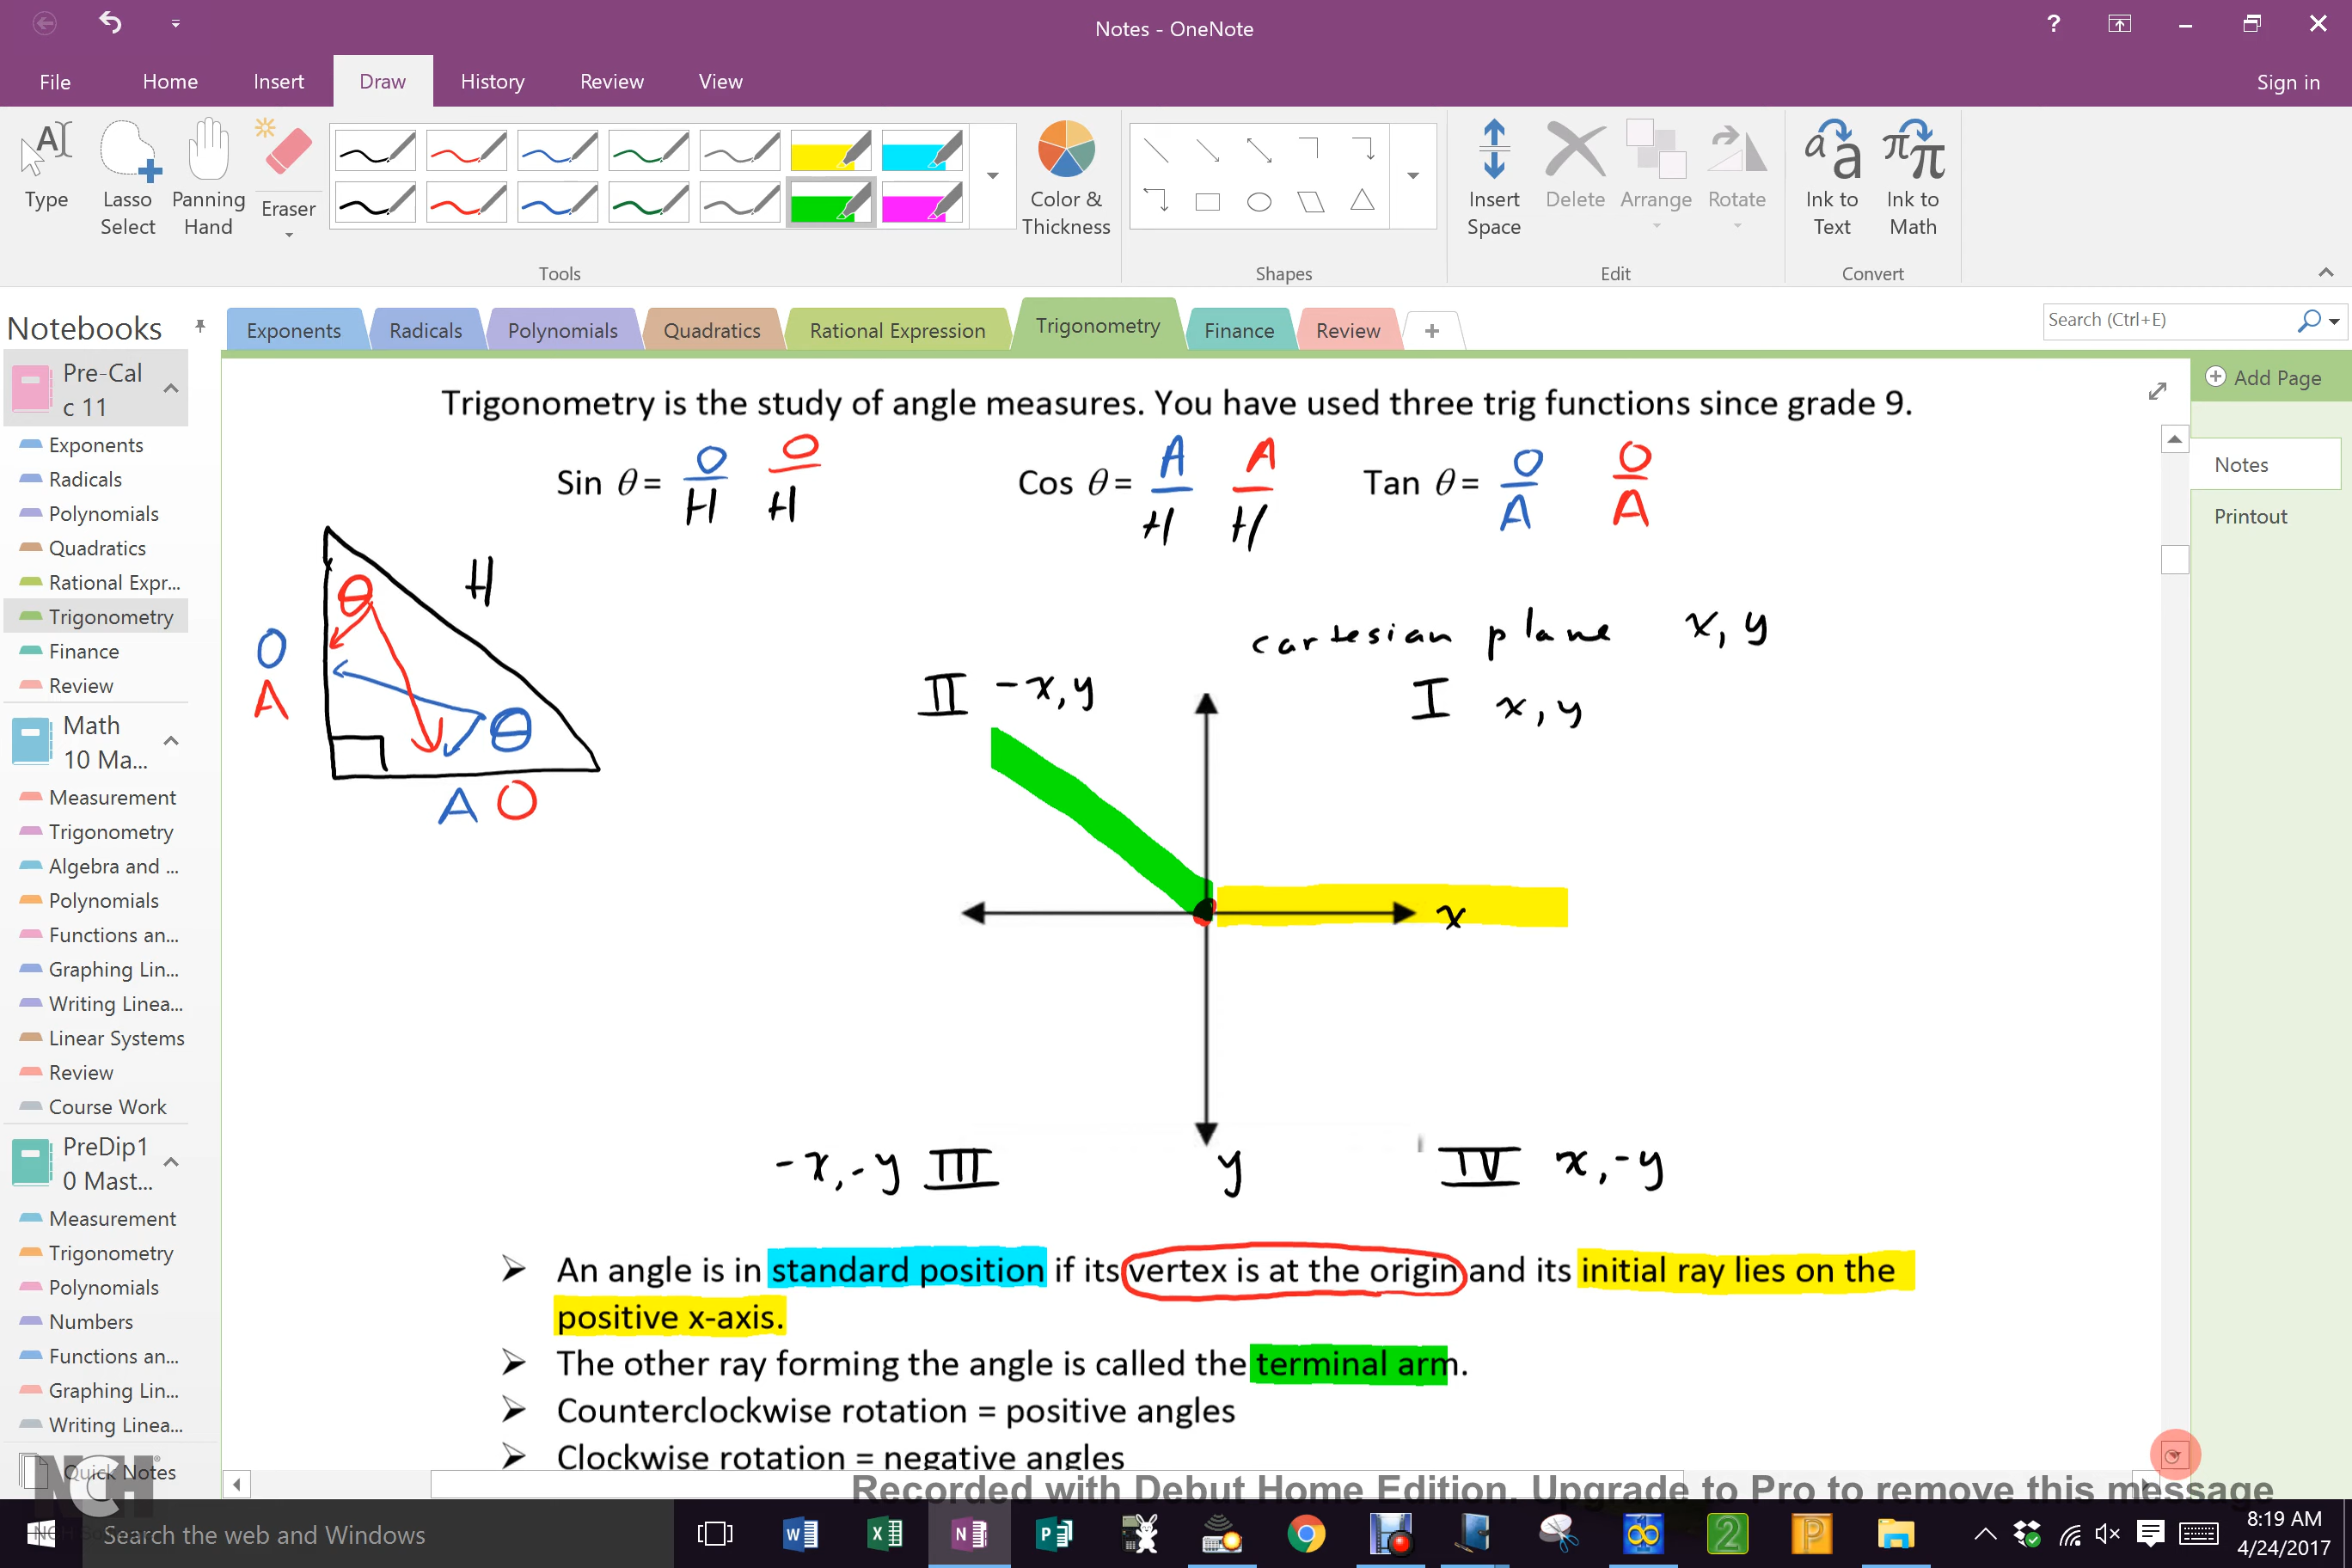 Notes - OneNote
?
File Home Insert Draw History Review View Sign in
Type
Lasso Select
Panning Hand
Eraser
Color & Thickness
Insert Space
Delete
Arrange
Rotate
Ink to Text
Ink to Math
Tools
Shapes
Edit
Convert
Notebooks
Exponents Radicals Polynomials Quadratics Rational Expression Trigonometry Finance Review +
Search (Ctrl+E)
Pre-Cal
c 11
Exponents
Radicals
Polynomials
Quadratics
Rational Expr...
Trigonometry
Finance
Review
Math
10 Ma...
Measurement
Trigonometry
Algebra and ...
Polynomials
Functions an...
Graphing Lin...
Writing Linea...
Linear Systems
Review
Course Work
PreDip1
0 Mast...
Measurement
Trigonometry
Polynomials
Numbers
Functions an...
Graphing Lin...
Writing Linea...
Quick Notes
Add Page
Notes
Printout
Trigonometry is the study of angle measures. You have used three trig functions since grade 9.
Sin θ = O/H O/H Cos θ = A/H A/H Tan θ = O/A O/A
H
θ
O
A
θ
A O
cartesian plane x, y
II -x, y
I x, y
x
-x, -y III
y
IV x, -y
➢ An angle is in standard position if its vertex is at the origin and its initial ray lies on the
positive x-axis.
➢ The other ray forming the angle is called the terminal arm.
➢ Counterclockwise rotation = positive angles
➢ Clockwise rotation = negative angles
Recorded with Debut Home Edition. Upgrade to Pro to remove this message
NCH
Search the web and Windows
8:19 AM
4/24/2017